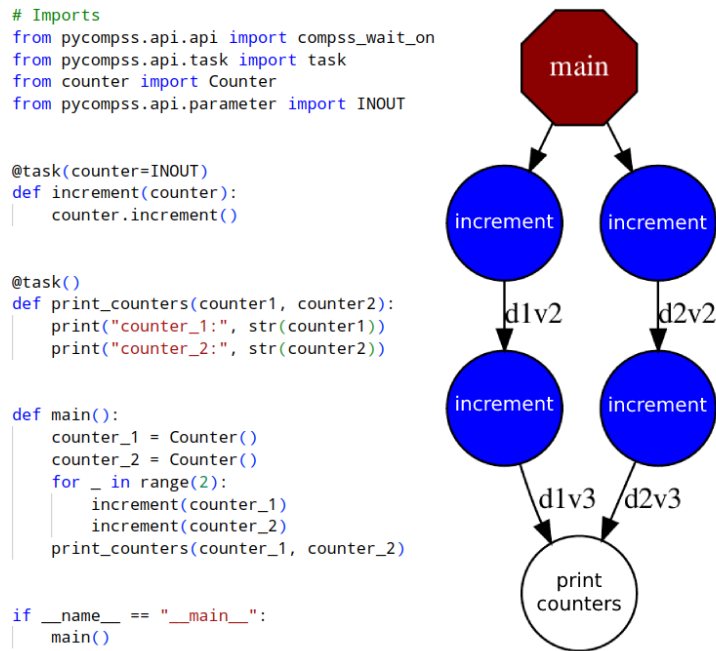 # Imports
from pycompss.api.api import compss_wait_on
from pycompss.api.task import task
from counter import Counter
from pycompss.api.parameter import INOUT
@task(counter=INOUT)
def increment(counter):
    counter.increment()
@task()
def print_counters(counter1, counter2):
    print("counter_1:", str(counter1))
    print("counter_2:", str(counter2))
def main():
    counter_1 = Counter()
    counter_2 = Counter()
    for _ in range(2):
        increment(counter_1)
        increment(counter_2)
    print_counters(counter_1, counter_2)
if __name__ == "__main__":
    main()
main
increment
increment
d1v2
d2v2
increment
increment
d1v3
d2v3
print
counters